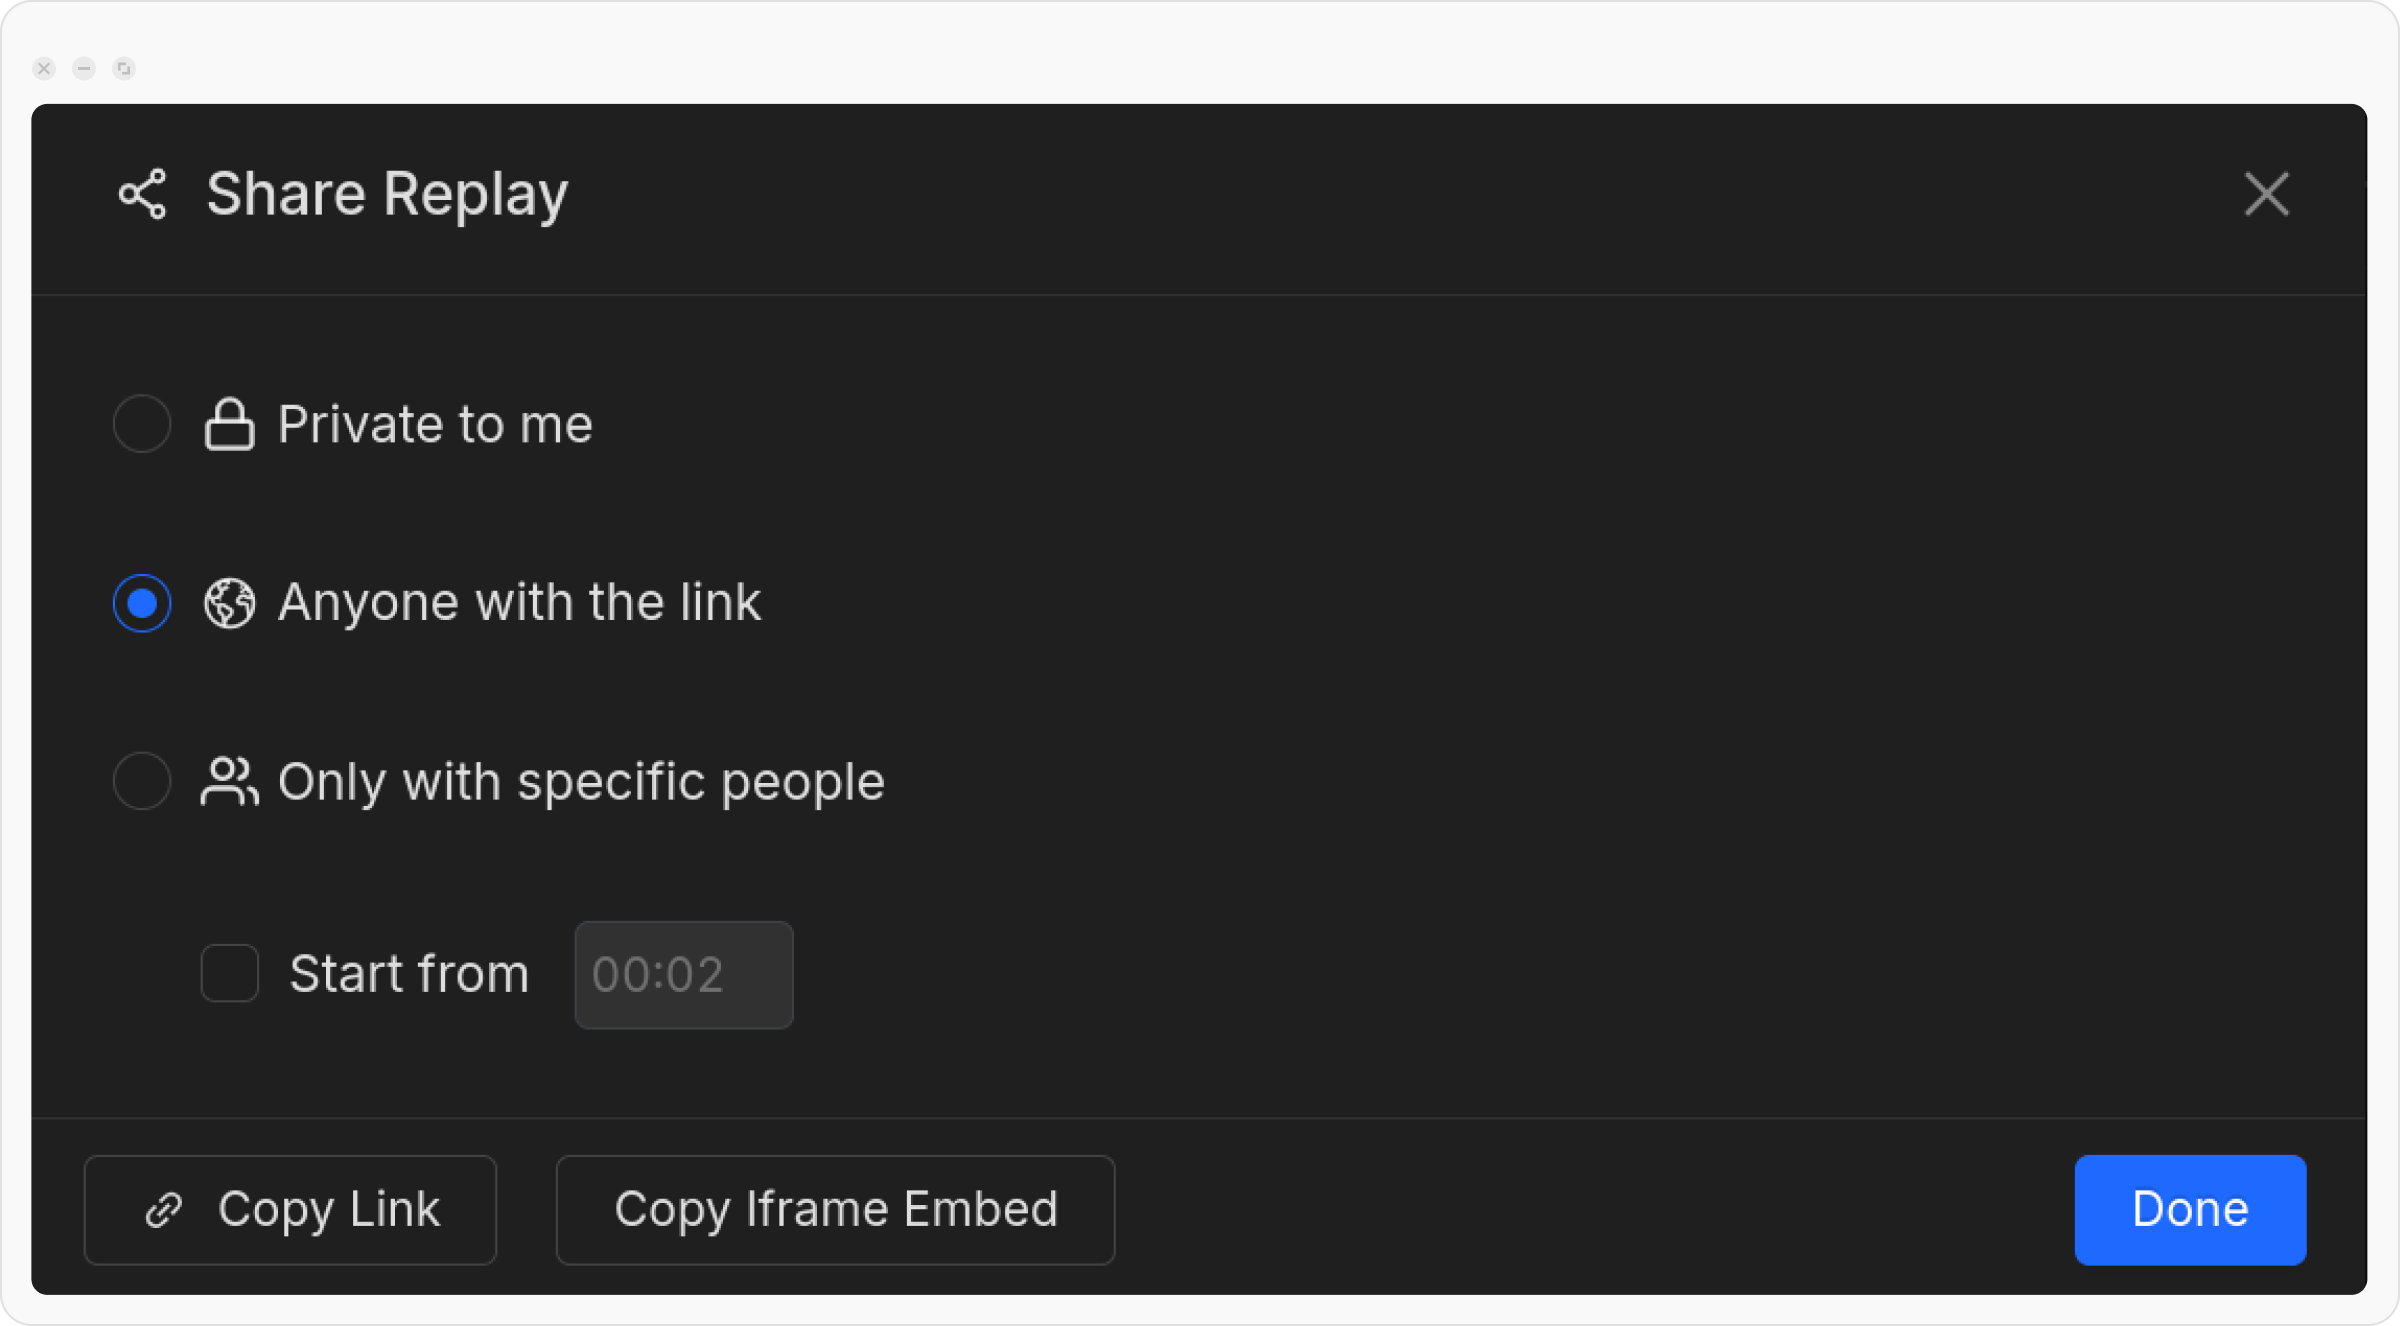 Share Replay
Private to me
Anyone with the link
Only with specific people
Start from 00:02
Copy Link Copy Iframe Embed Done